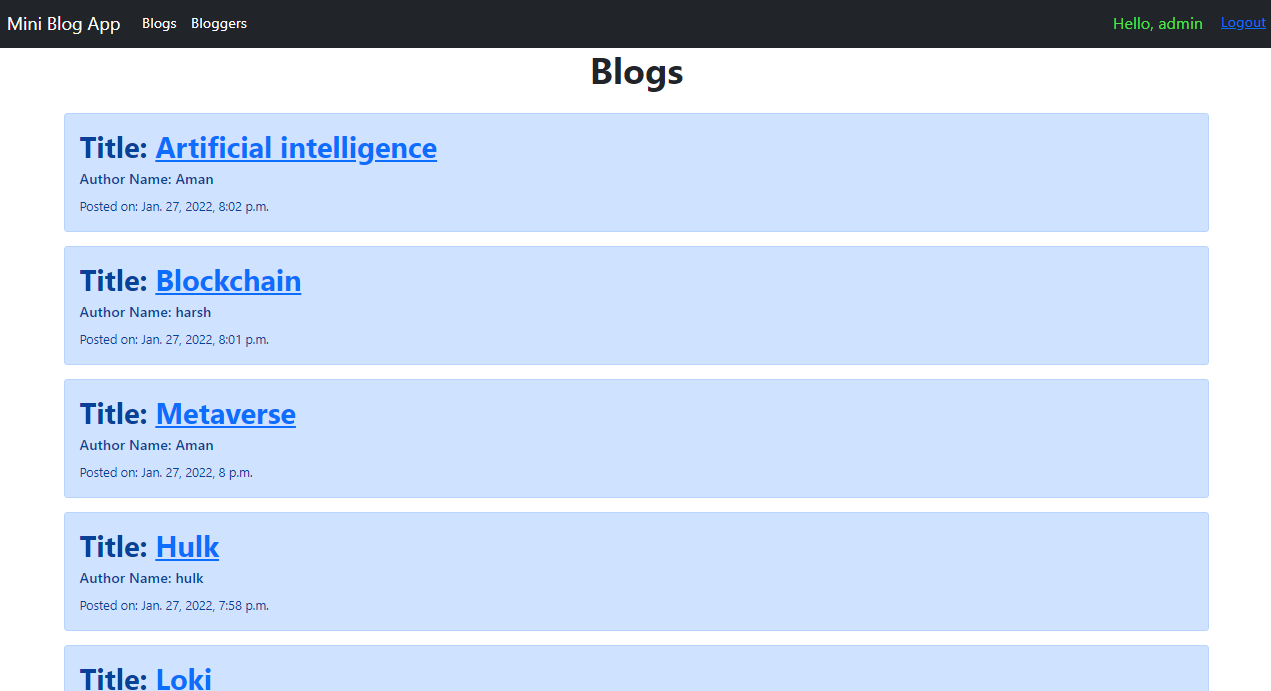 Mini Blog App Blogs Bloggers Hello, admin Logout
Blogs
Title: Artificial intelligence
Author Name: Aman
Posted on: Jan. 27, 2022, 8:02 p.m.
Title: Blockchain
Author Name: harsh
Posted on: Jan. 27, 2022, 8:01 p.m.
Title: Metaverse
Author Name: Aman
Posted on: Jan. 27, 2022, 8 p.m.
Title: Hulk
Author Name: hulk
Posted on: Jan. 27, 2022, 7:58 p.m.
Title: Loki